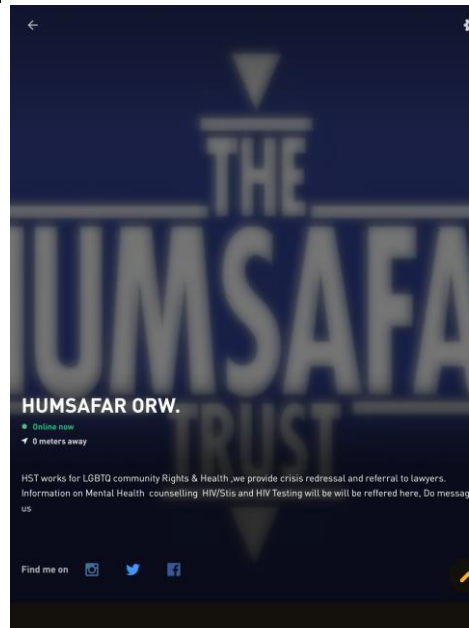 THE
HUMSAFA
TRUST
HUMSAFAR ORW.
Online now
0 meters away
HST works for LGBTQ community Rights & Health ,we provide crisis redressal and referral to lawyers.
Information on Mental Health counselling HIV/Stis and HIV Testing will be will be reffered here, Do messag
us
Find me on